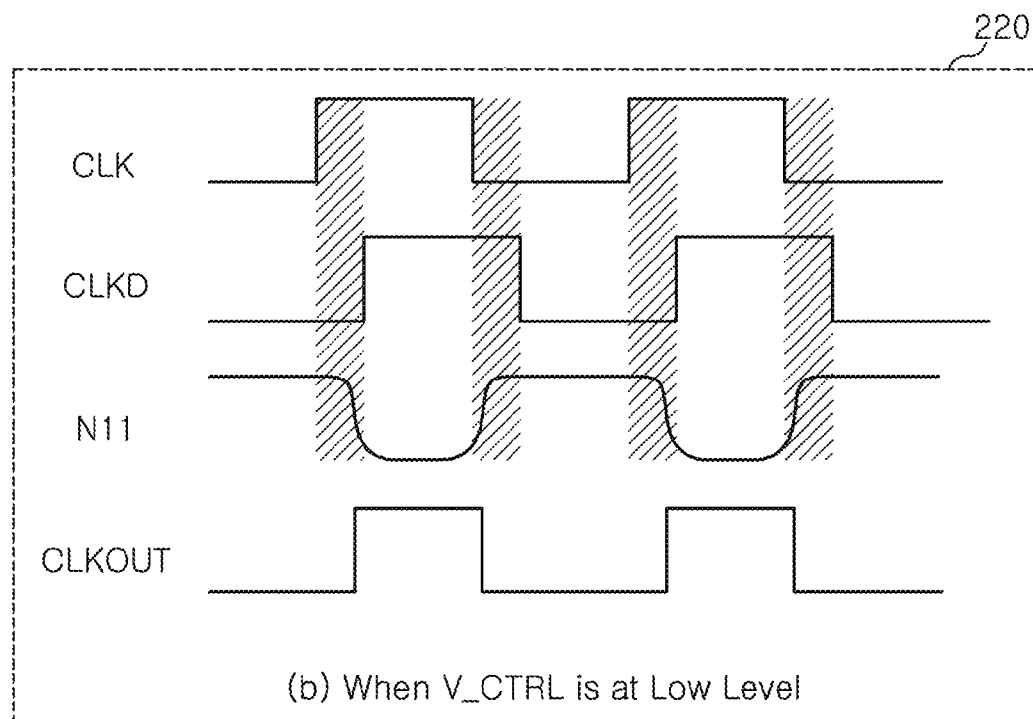 220
CLK
CLKD
N11
CLKOUT
(b) When V_CTRL is at Low Level